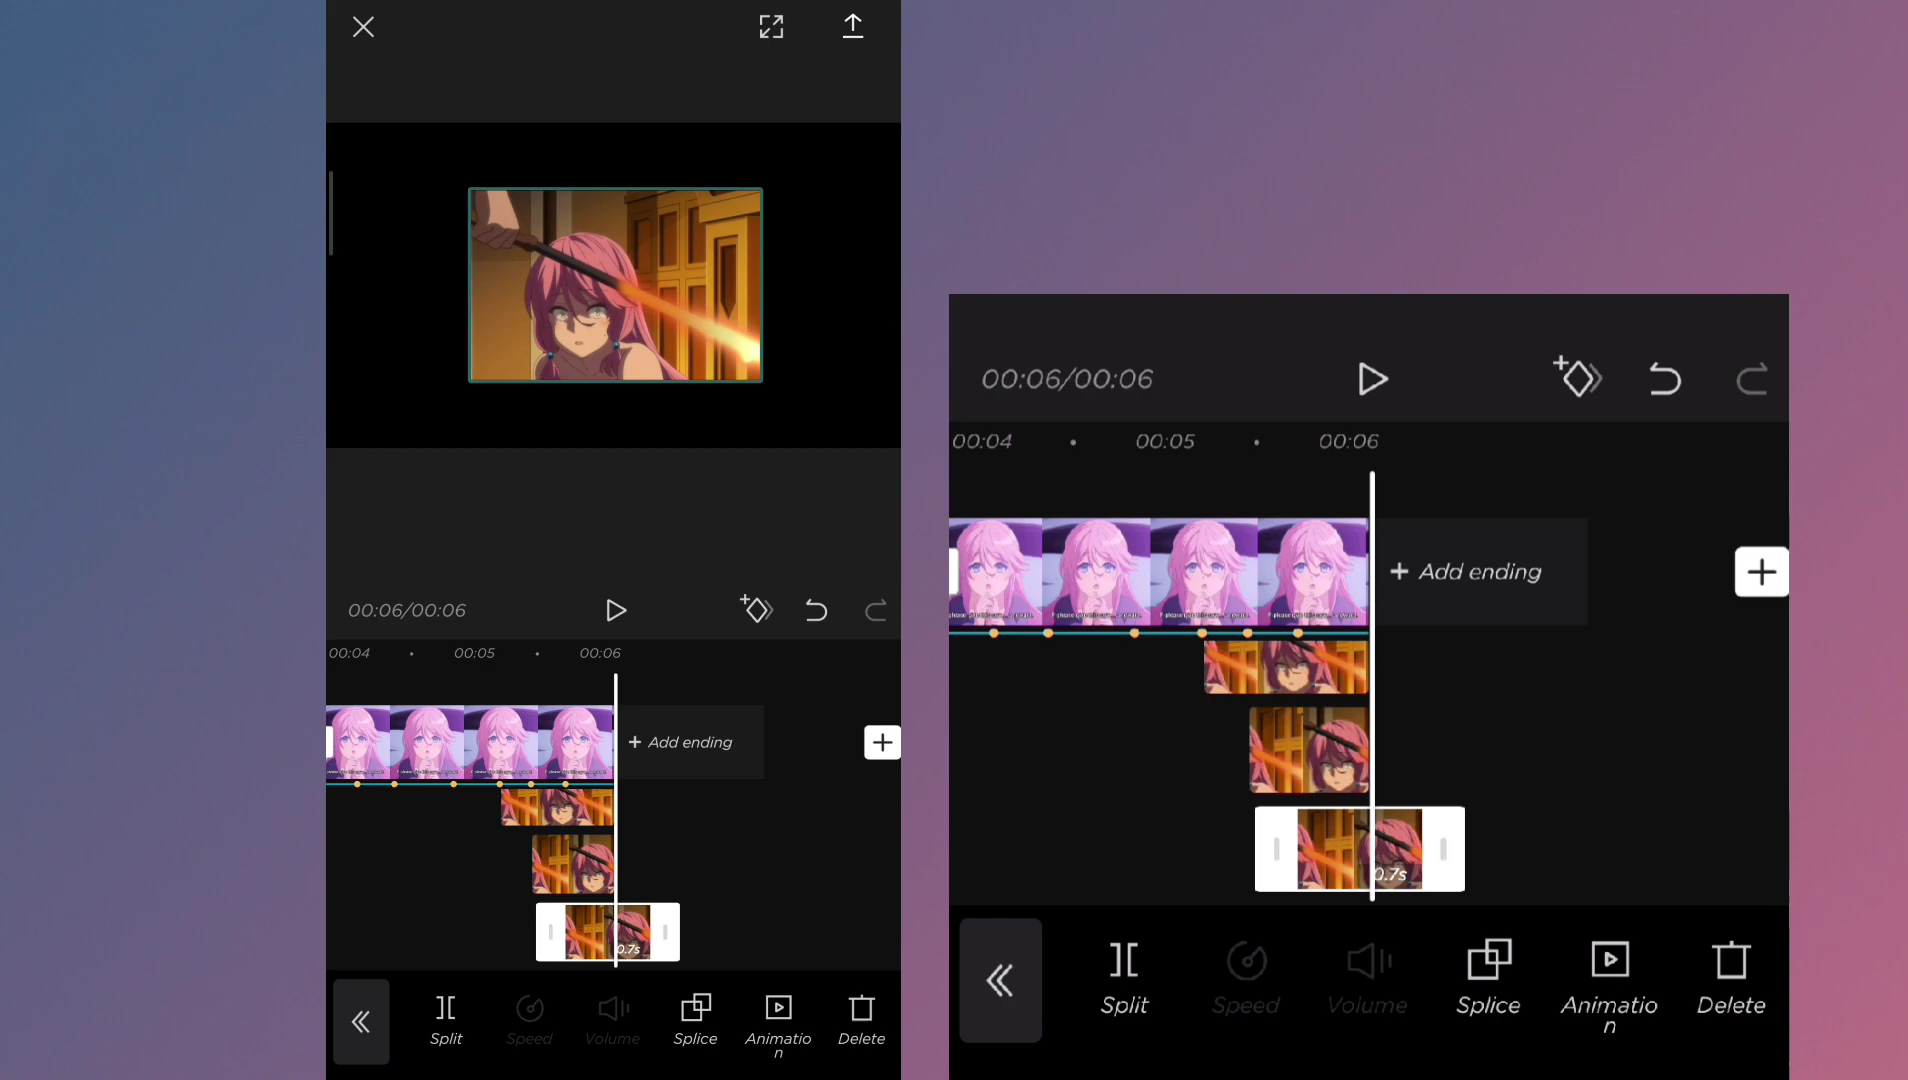 00:06/00:06
00:04 • 00:05 • 00:06
+ Add ending
0.7s
Split Speed Volume Splice Animatio
n
Delete
00:06/00:06
00:04 • 00:05 • 00:06
+ Add ending
0.7s
Split Speed Volume Splice Animatio
n
Delete